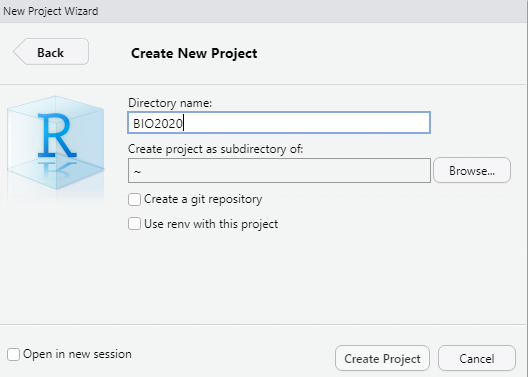 New Project Wizard
Back
Create New Project
R
Directory name:
BIO2020
Create project as subdirectory of:
~
Browse...
Create a git repository
Use renv with this project
Open in new session
Create Project
Cancel